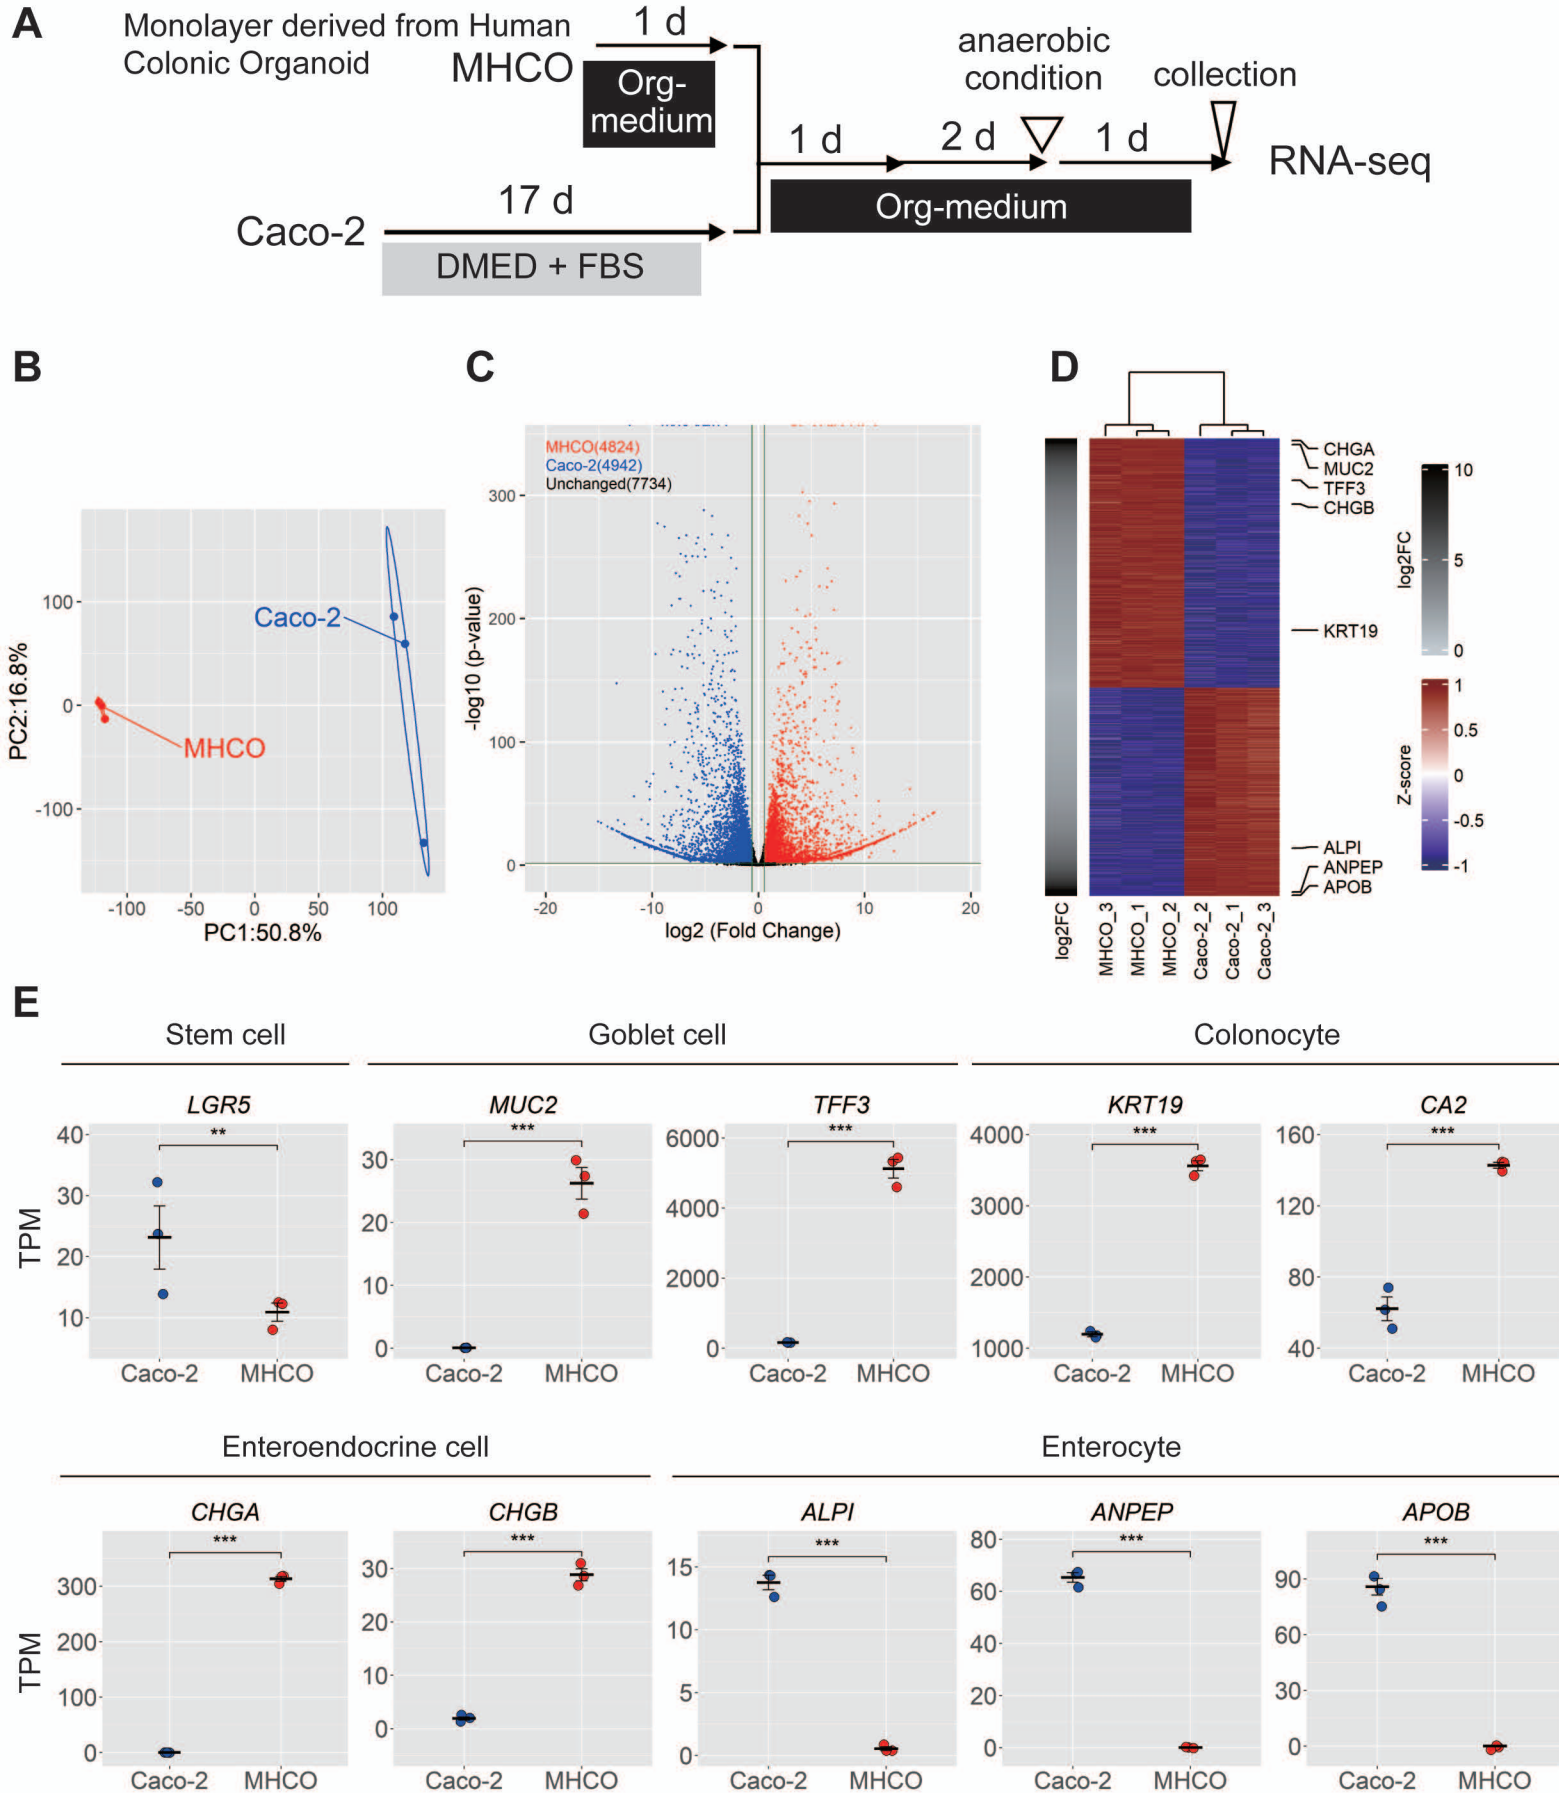 A
Monolayer derived from Human
Colonic Organoid
MHCO
1 d
Org-
medium
Caco-2
17 d
DMED + FBS
1 d
2 d
anaerobic
condition
1 d
collection
Org-medium
RNA-seq
B
PC2:16.8%
100
0
-100
Caco-2
MHCO
-100
-50
0
50
100
PC1:50.8%
C
MHCO(4824)
Caco-2(4942)
Unchanged(7734)
-log10 (p-value)
300
200
100
0
-20
-10
0
10
20
log2 (Fold Change)
D
CHGA
MUC2
TFF3
CHGB
KRT19
ALPI
ANPEP
APOB
log2FC
MHCO_3
MHCO_1
MHCO_2
Caco-2_2
Caco-2_1
Caco-2_3
log2FC
10
5
0
Z-score
1
0.5
0
-0.5
-1
E
Stem cell
Goblet cell
Colonocyte
LGR5
MUC2
TFF3
KRT19
CA2
TPM
40
30
20
10
**
Caco-2
MHCO
30
20
10
0
***
Caco-2
MHCO
6000
4000
2000
0
***
Caco-2
MHCO
4000
3000
2000
1000
***
Caco-2
MHCO
160
120
80
40
***
Caco-2
MHCO
Enteroendocrine cell
Enterocyte
CHGA
CHGB
ALPI
ANPEP
APOB
TPM
300
200
100
0
***
Caco-2
MHCO
30
20
10
0
***
Caco-2
MHCO
15
10
5
0
***
Caco-2
MHCO
80
60
40
20
0
***
Caco-2
MHCO
90
60
30
0
***
Caco-2
MHCO